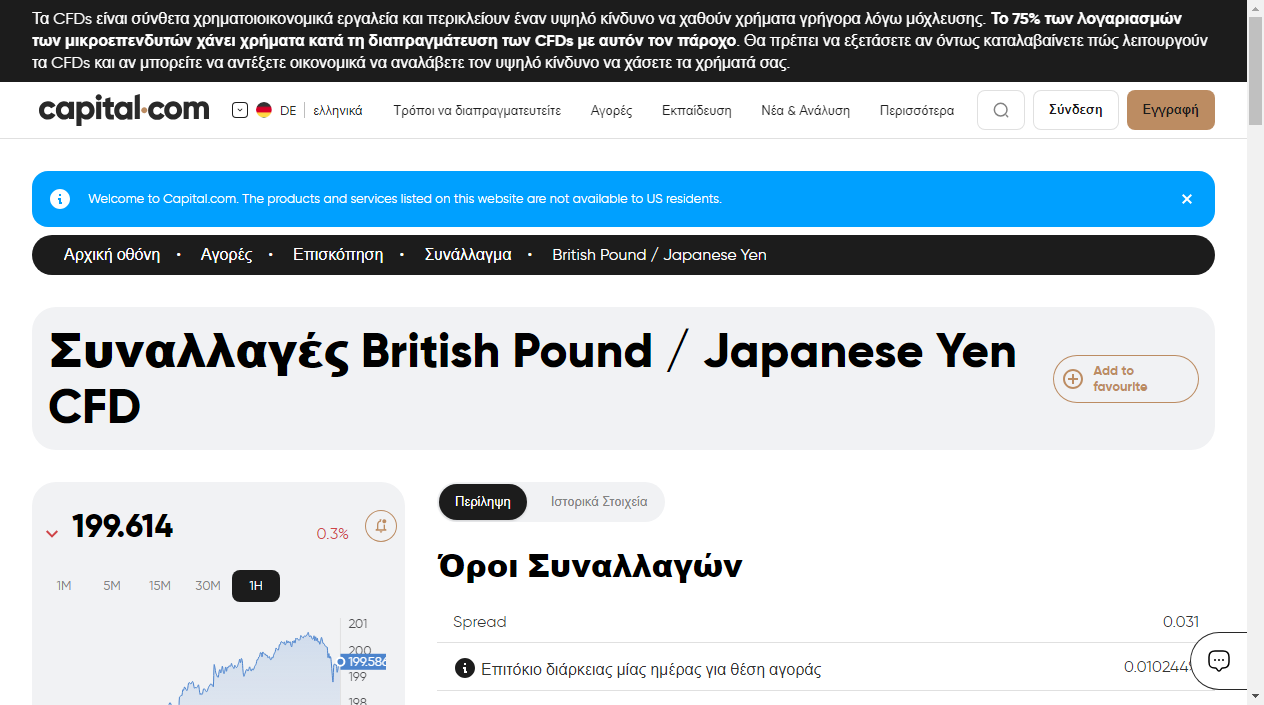 Τα CFDs είναι σύνθετα χρηματοιοικονομικά εργαλεία και περικλείουν έναν υψηλό κίνδυνο να χαθούν χρήματα γρήγορα λόγω μόχλευσης. Το 75% των λογαριασμών
των μικροεπενδυτών χάνει χρήματα κατά τη διαπραγμάτευση των CFDs με αυτόν τον πάροχο. Θα πρέπει να εξετάσετε αν όντως καταλαβαίνετε πώς λειτουργούν
τα CFDs και αν μπορείτε να αντέξετε οικονομικά να αναλάβετε τον υψηλό κίνδυνο να χάσετε τα χρήματά σας.
capital.com DE ελληνικά Τρόποι να διαπραγματευτείτε Αγορές Εκπαίδευση Νέα & Ανάλυση Περισσότερα Σύνδεση Εγγραφή
Welcome to Capital.com. The products and services listed on this website are not available to US residents.
Αρχική οθόνη • Αγορές • Επισκόπηση • Συνάλλαγμα • British Pound / Japanese Yen
Συναλλαγές British Pound / Japanese Yen
CFD
Add to
favourite
199.614 0.3%
1M 5M 15M 30M 1H
201
200
199.586
199
198
Περίληψη Ιστορικά Στοιχεία
Όροι Συναλλαγών
Spread 0.031
Επιτόκιο διάρκειας μίας ημέρας για θέση αγοράς